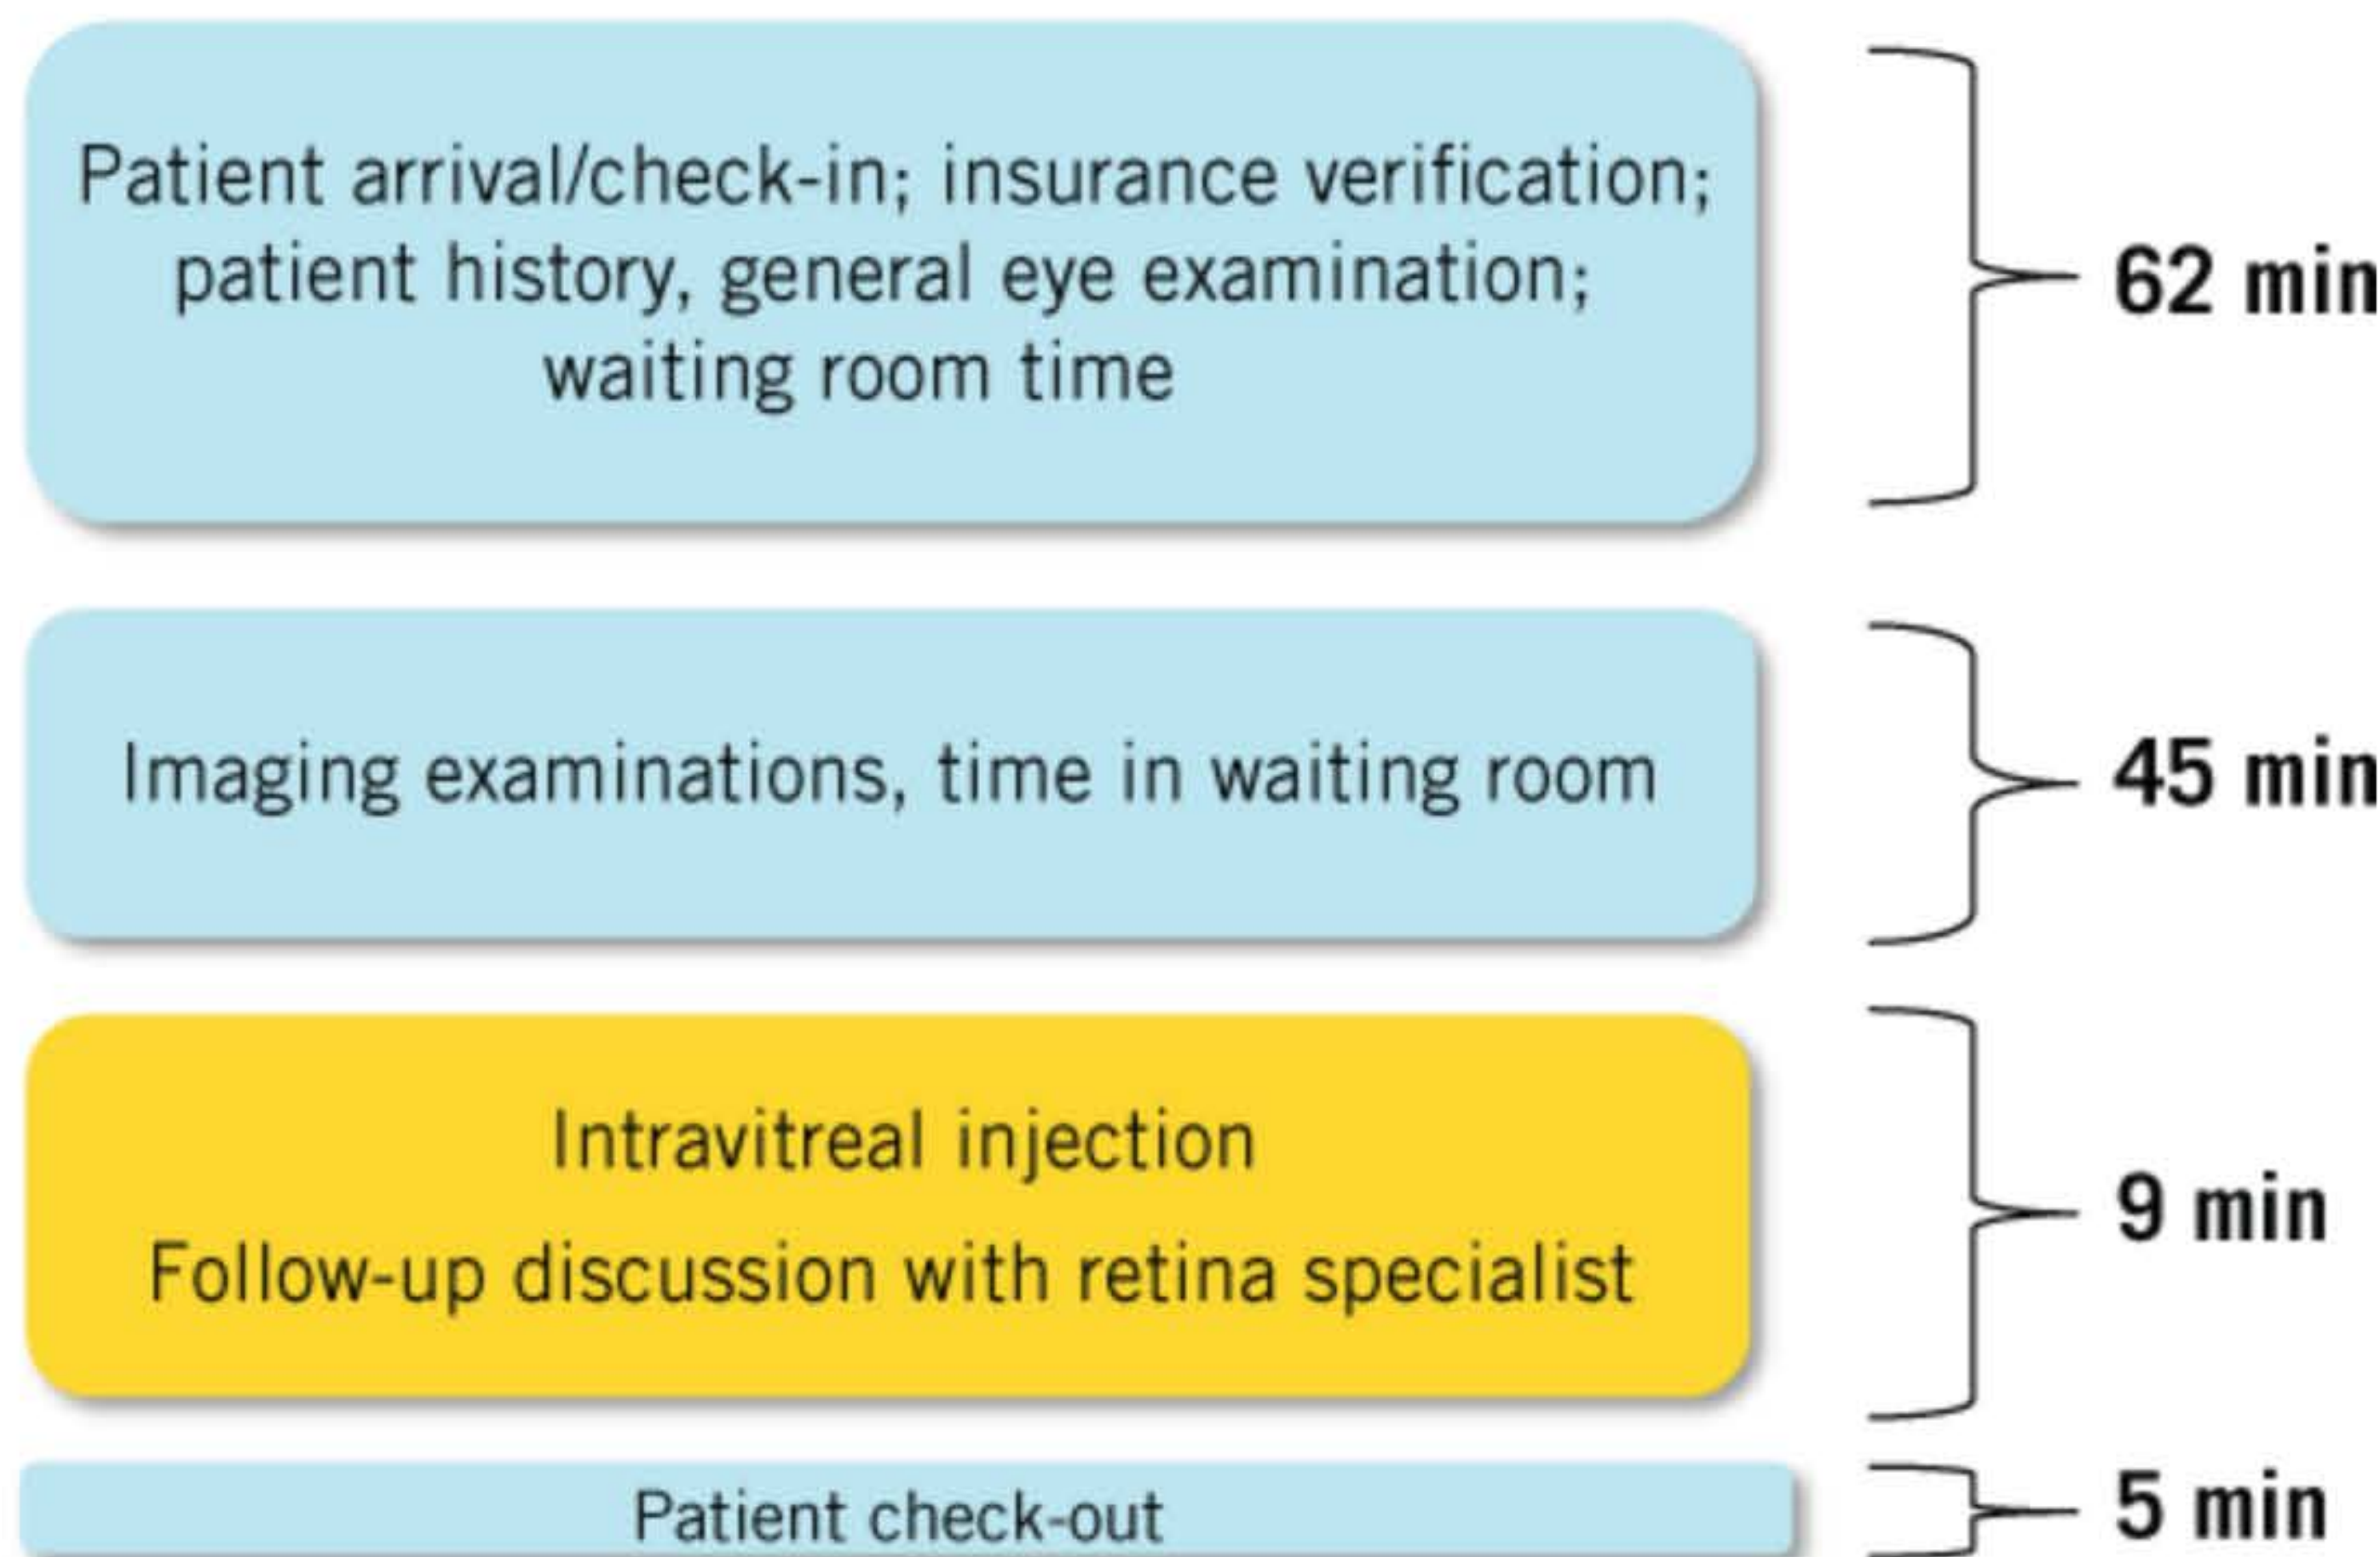 Patient arrival/check-in; insurance verification;
patient history, general eye examination;
waiting room time
62 min
Imaging examinations, time in waiting room
45 min
Intravitreal injection
Follow-up discussion with retina specialist
9 min
Patient check-out
5 min